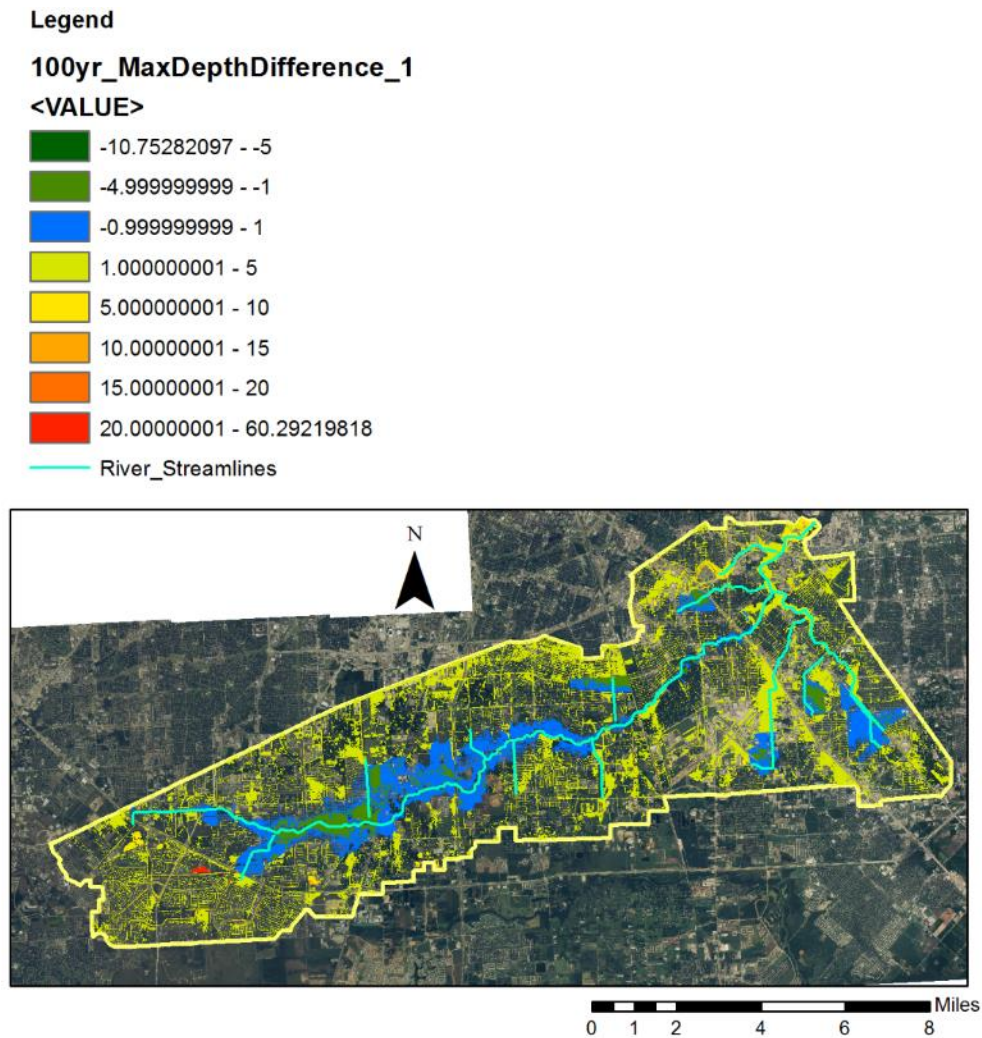 Legend
100yr_MaxDepthDifference_1
<VALUE>
-10.75282097 - -5
-4.999999999 - -1
-0.999999999 - 1
1.000000001 - 5
5.000000001 - 10
10.00000001 - 15
15.00000001 - 20
20.00000001 - 60.29219818
River_Streamlines
N
Miles
0 1 2 4 6 8